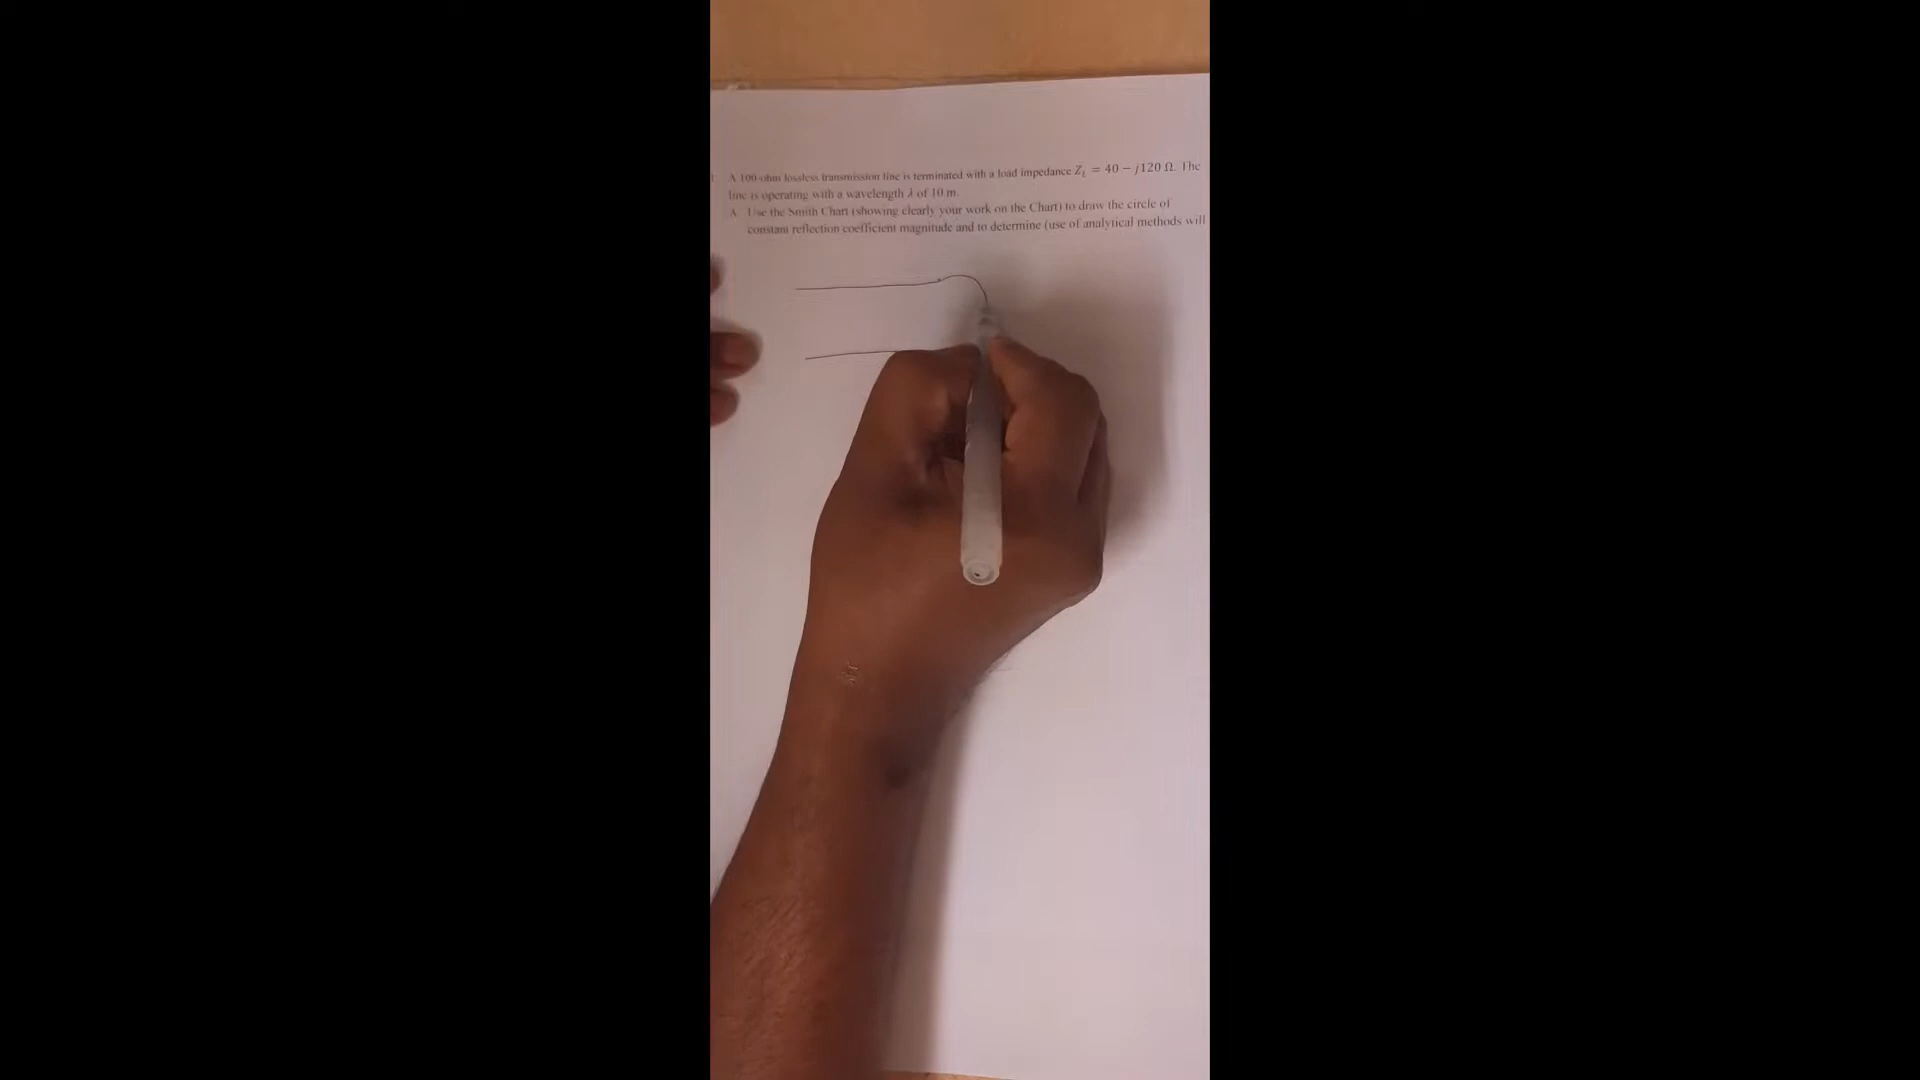 A 100-ohm lossless transmission line is terminated with a load impedance Z_L = 40 − j120 Ω. The
line is operating with a wavelength λ of 10 m.
A. Use the Smith Chart (showing clearly your work on the Chart) to draw the circle of
constant reflection coefficient magnitude and to determine (use of analytical methods will